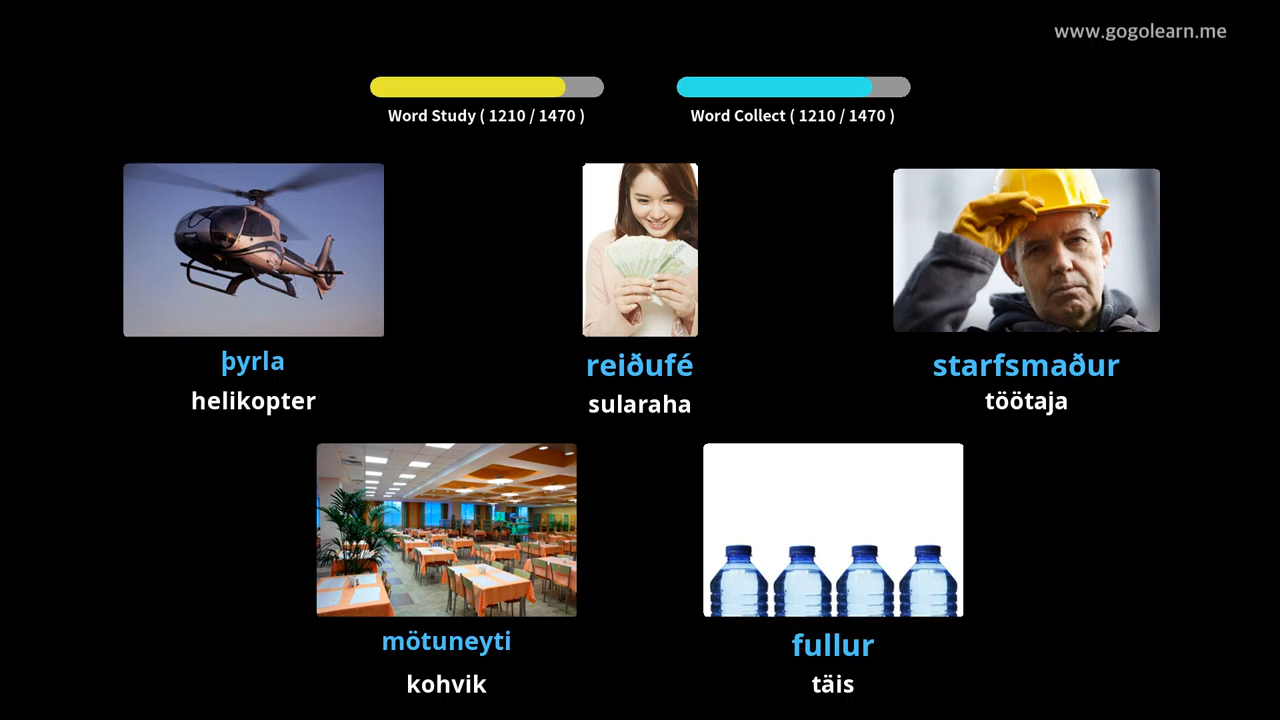 www.gogolearn.me
Word Study ( 1210 / 1470 )
Word Collect ( 1210 / 1470 )
þyrla
helikopter
reiðufé
sularaha
starfsmaður
töötaja
mötuneyti
kohvik
fullur
täis